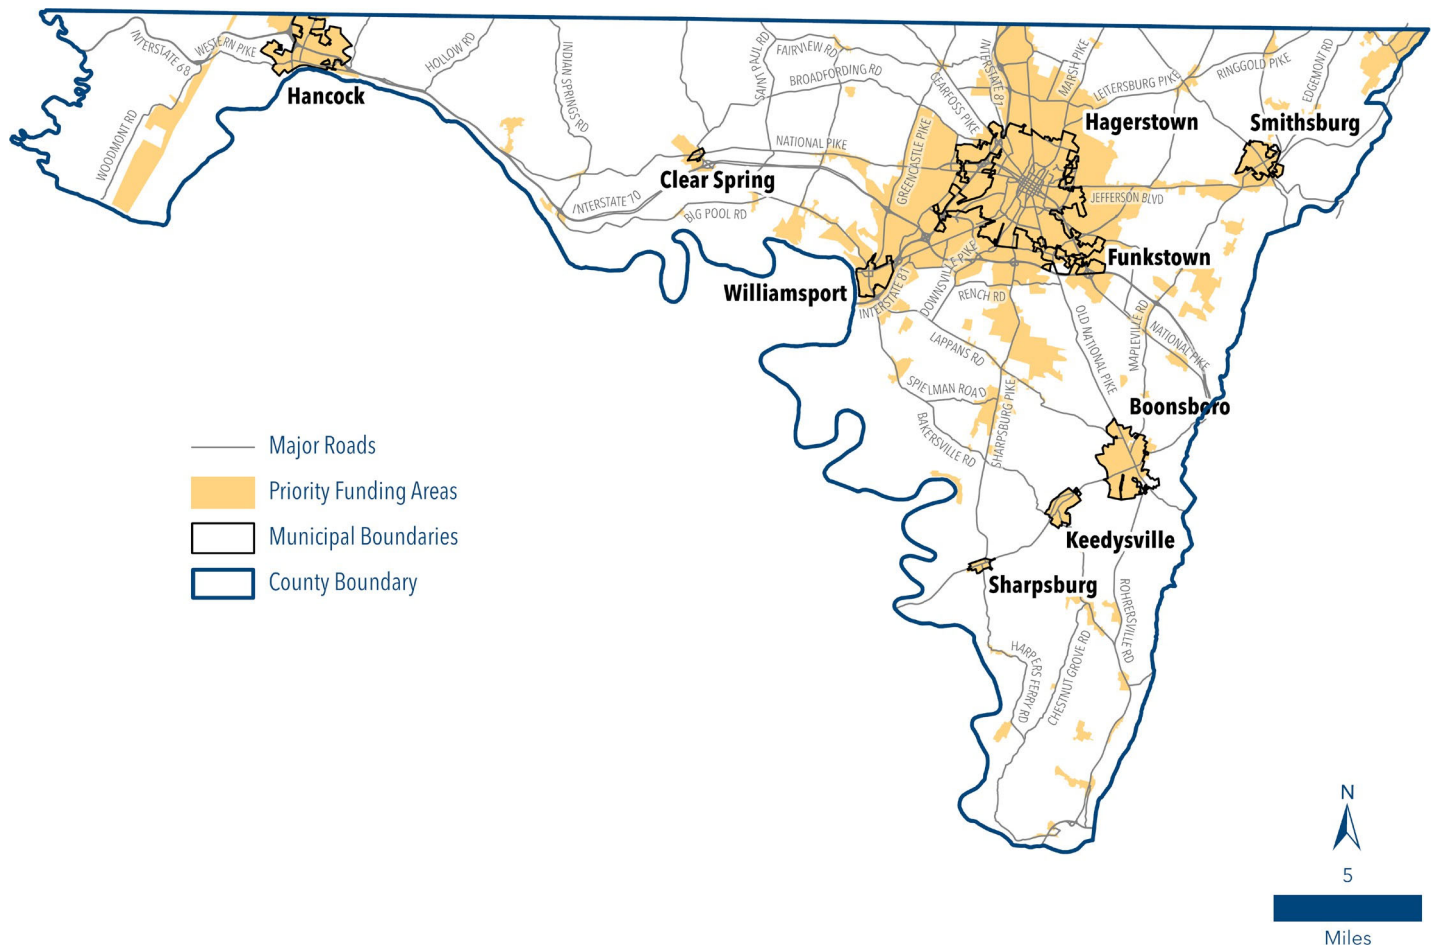 INTERSTATE 68
WESTERN PIKE
WOODMONT RD
Hancock
HOLLOW RD
INDIAN SPRINGS RD
SAINT PAUL RD
FAIRVIEW RD
BROADFORDING RD
CEARFOSS PIKE
INTERSTATE 81
MARSH PIKE
LEITERSBURG PIKE
RINGGOLD PIKE
EDGEMONT RD
Hagerstown
Smithsburg
NATIONAL PIKE
GREENCASTLE PIKE
Clear Spring
INTERSTATE 70
BIG POOL RD
JEFFERSON BLVD
Funkstown
Williamsport
INTERSTATE 81
DOWNSVILLE PIKE
RENCH RD
OLD NATIONAL PIKE
MAPLEVILLE RD
NATIONAL PIKE
LAPPANS RD
SPIELMAN ROAD
SHARPSBURG PIKE
BAKERSVILLE RD
Boonsboro
Major Roads
Priority Funding Areas
Municipal Boundaries
County Boundary
Keedysville
Sharpsburg
ROHRERSVILLE RD
HARPERS FERRY RD
CHESTNUT GROVE RD
N
5
Miles